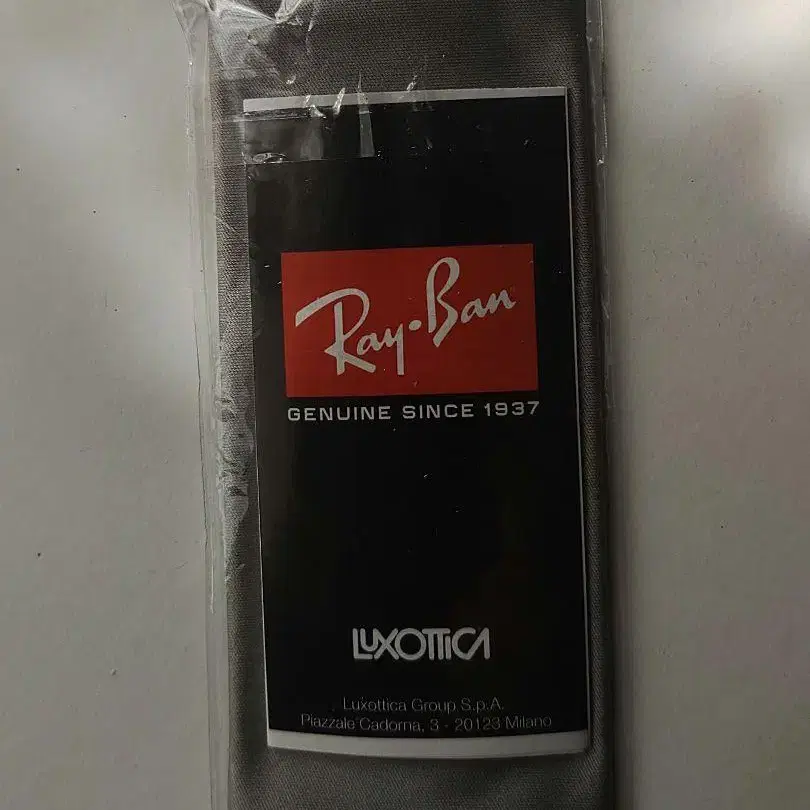 Ray•Ban
GENUINE SINCE 1937
LUXOTTICA
Luxottica Group S.p.A.
Piazzale Cadorna, 3 - 20123 Milano